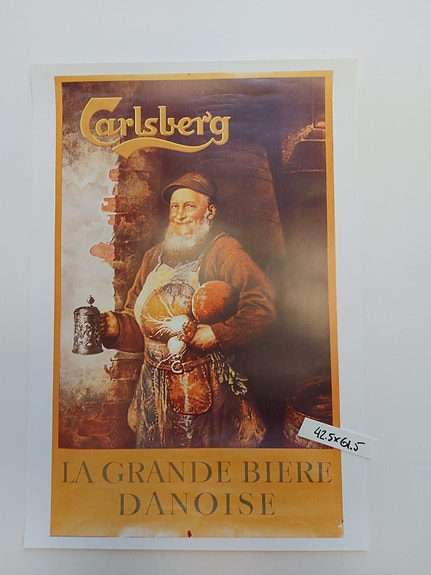 Carlsberg
42.5x61.5
LA GRANDE BIERE
DANOISE